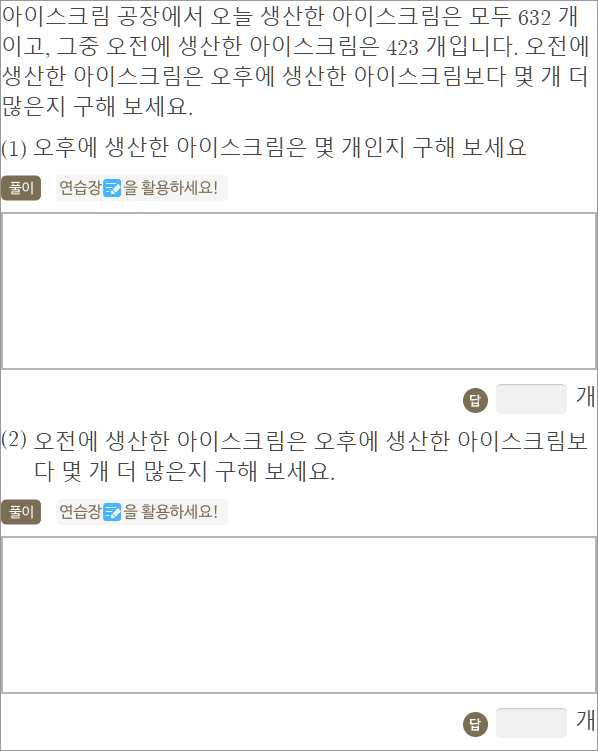 아이스크림 공장에서 오늘 생산한 아이스크림은 모두 632 개
이고, 그중 오전에 생산한 아이스크림은 423 개입니다. 오전에
생산한 아이스크림은 오후에 생산한 아이스크림보다 몇 개 더
많은지 구해 보세요.
(1) 오후에 생산한 아이스크림은 몇 개인지 구해 보세요
풀이 연습장을 활용하세요!
답 개
(2) 오전에 생산한 아이스크림은 오후에 생산한 아이스크림보
다 몇 개 더 많은지 구해 보세요.
풀이 연습장을 활용하세요!
답 개